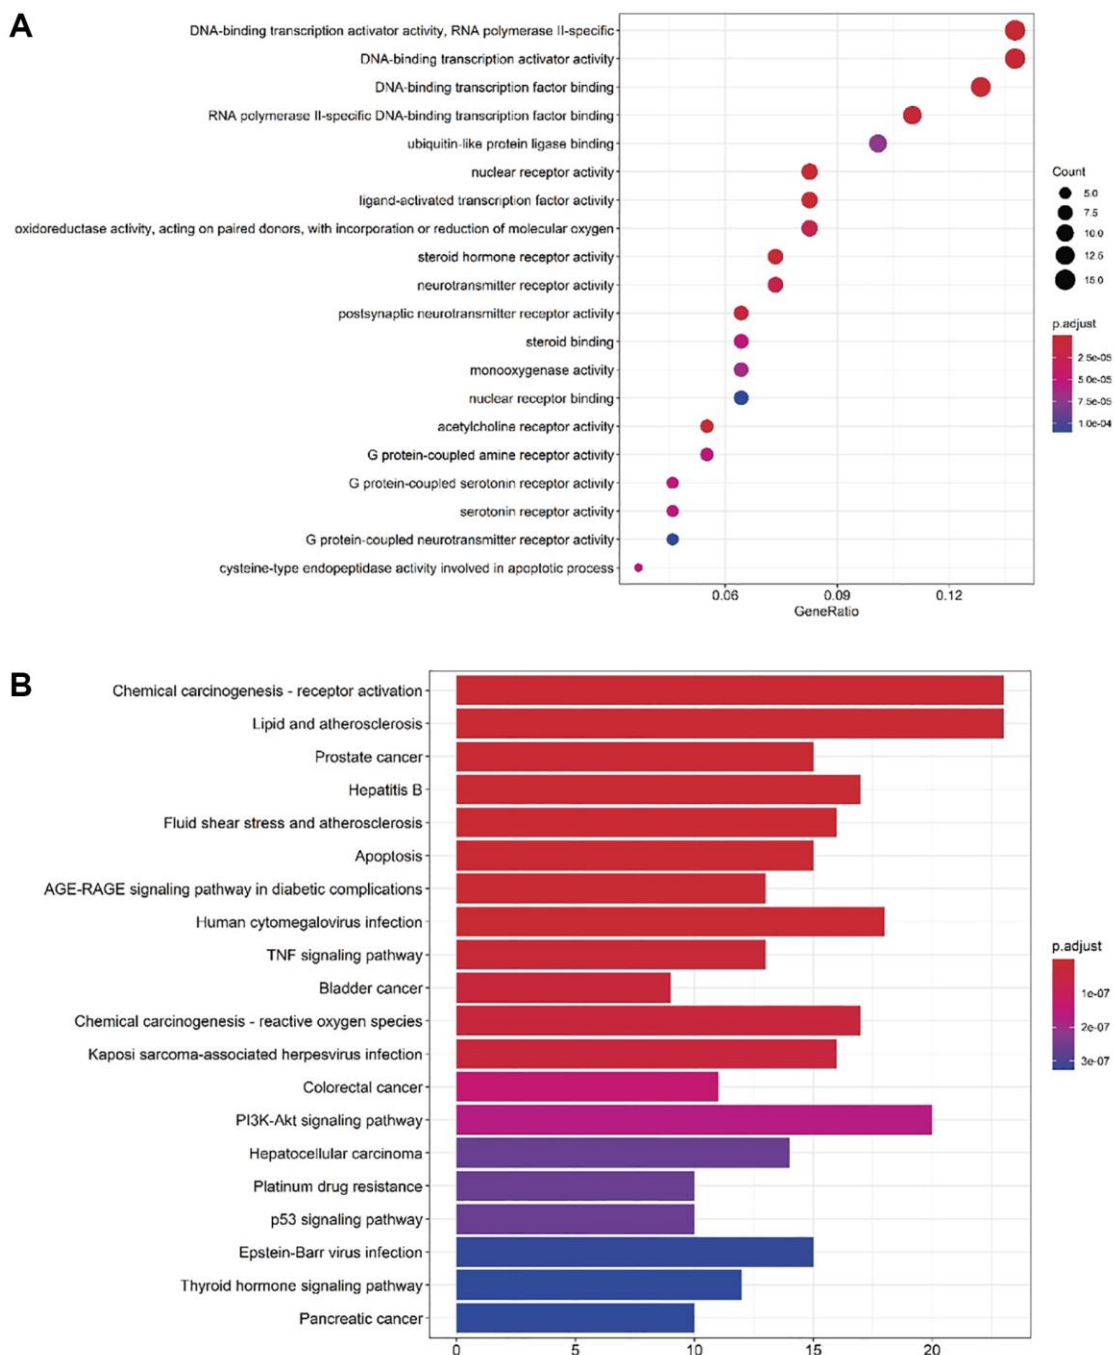 A
DNA-binding transcription activator activity, RNA polymerase II-specific
DNA-binding transcription activator activity
DNA-binding transcription factor binding
RNA polymerase II-specific DNA-binding transcription factor binding
ubiquitin-like protein ligase binding
nuclear receptor activity
ligand-activated transcription factor activity
oxidoreductase activity, acting on paired donors, with incorporation or reduction of molecular oxygen
steroid hormone receptor activity
neurotransmitter receptor activity
postsynaptic neurotransmitter receptor activity
steroid binding
monooxygenase activity
nuclear receptor binding
acetylcholine receptor activity
G protein-coupled amine receptor activity
G protein-coupled serotonin receptor activity
serotonin receptor activity
G protein-coupled neurotransmitter receptor activity
cysteine-type endopeptidase activity involved in apoptotic process
0.06 0.09 0.12
GeneRatio
Count
5.0
7.5
10.0
12.5
15.0
p.adjust
2.5e-05
5.0e-05
7.5e-05
1.0e-04
B
Chemical carcinogenesis - receptor activation
Lipid and atherosclerosis
Prostate cancer
Hepatitis B
Fluid shear stress and atherosclerosis
Apoptosis
AGE-RAGE signaling pathway in diabetic complications
Human cytomegalovirus infection
TNF signaling pathway
Bladder cancer
Chemical carcinogenesis - reactive oxygen species
Kaposi sarcoma-associated herpesvirus infection
Colorectal cancer
PI3K-Akt signaling pathway
Hepatocellular carcinoma
Platinum drug resistance
p53 signaling pathway
Epstein-Barr virus infection
Thyroid hormone signaling pathway
Pancreatic cancer
0 5 10 15 20
p.adjust
1e-07
2e-07
3e-07